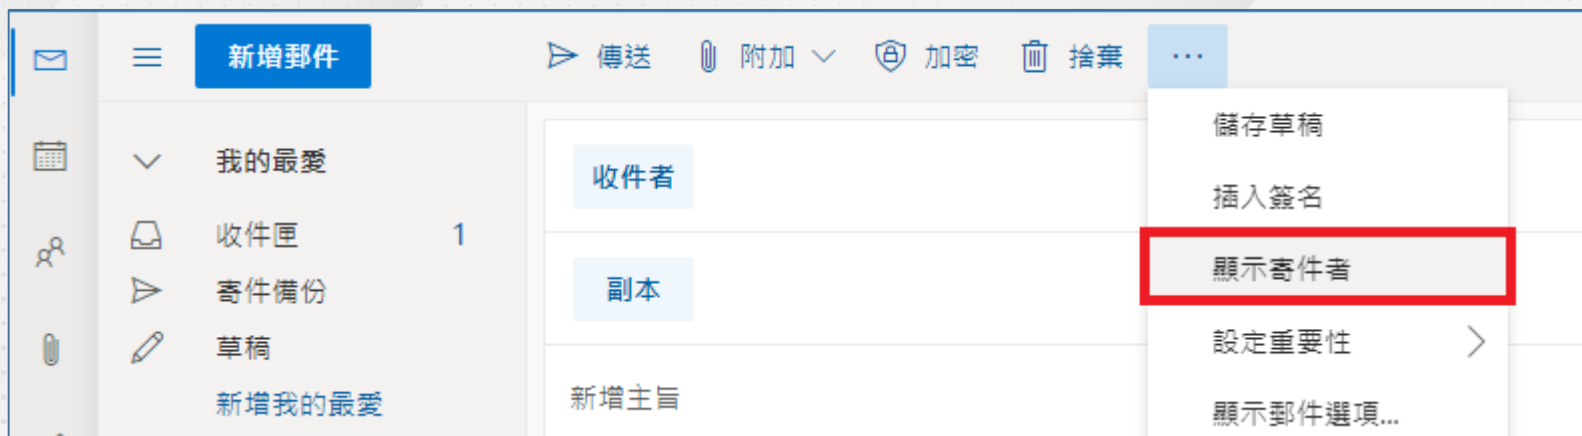 新增郵件
傳送
附加
加密
捨棄
...
我的最愛
收件匣 1
寄件備份
草稿
新增我的最愛
收件者
副本
新增主旨
儲存草稿
插入簽名
顯示寄件者
設定重要性
顯示郵件選項...